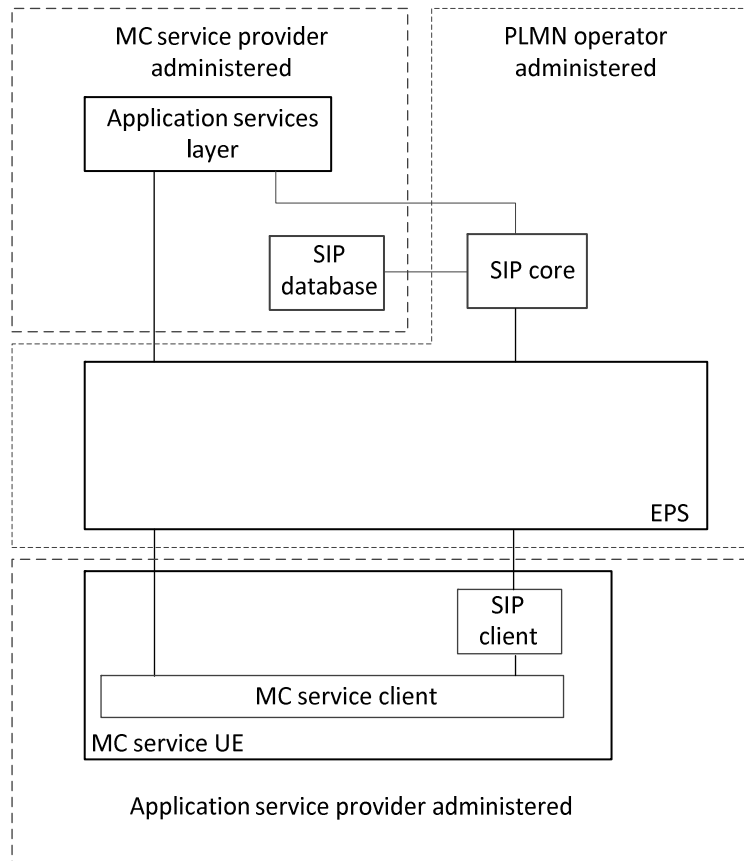 MC service provider
administered
PLMN operator
administered
Application services
layer
SIP
database
SIP core
EPS
SIP
client
MC service client
MC service UE
Application service provider administered